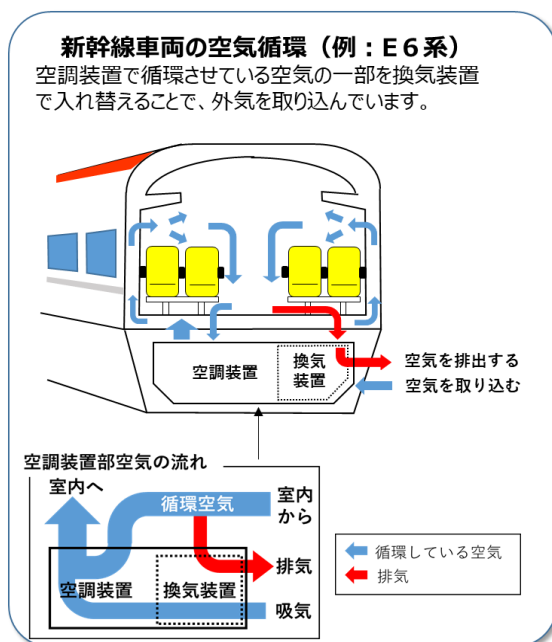 新幹線車両の空気循環（例：Ｅ６系）
空調装置で循環させている空気の一部を換気装置
で入れ替えることで、外気を取り込んでいます。
空調装置
換気
装置
空気を排出する
空気を取り込む
空調装置部空気の流れ
室内へ
循環空気
室内
から
空調装置
換気装置
排気
吸気
循環している空気
排気